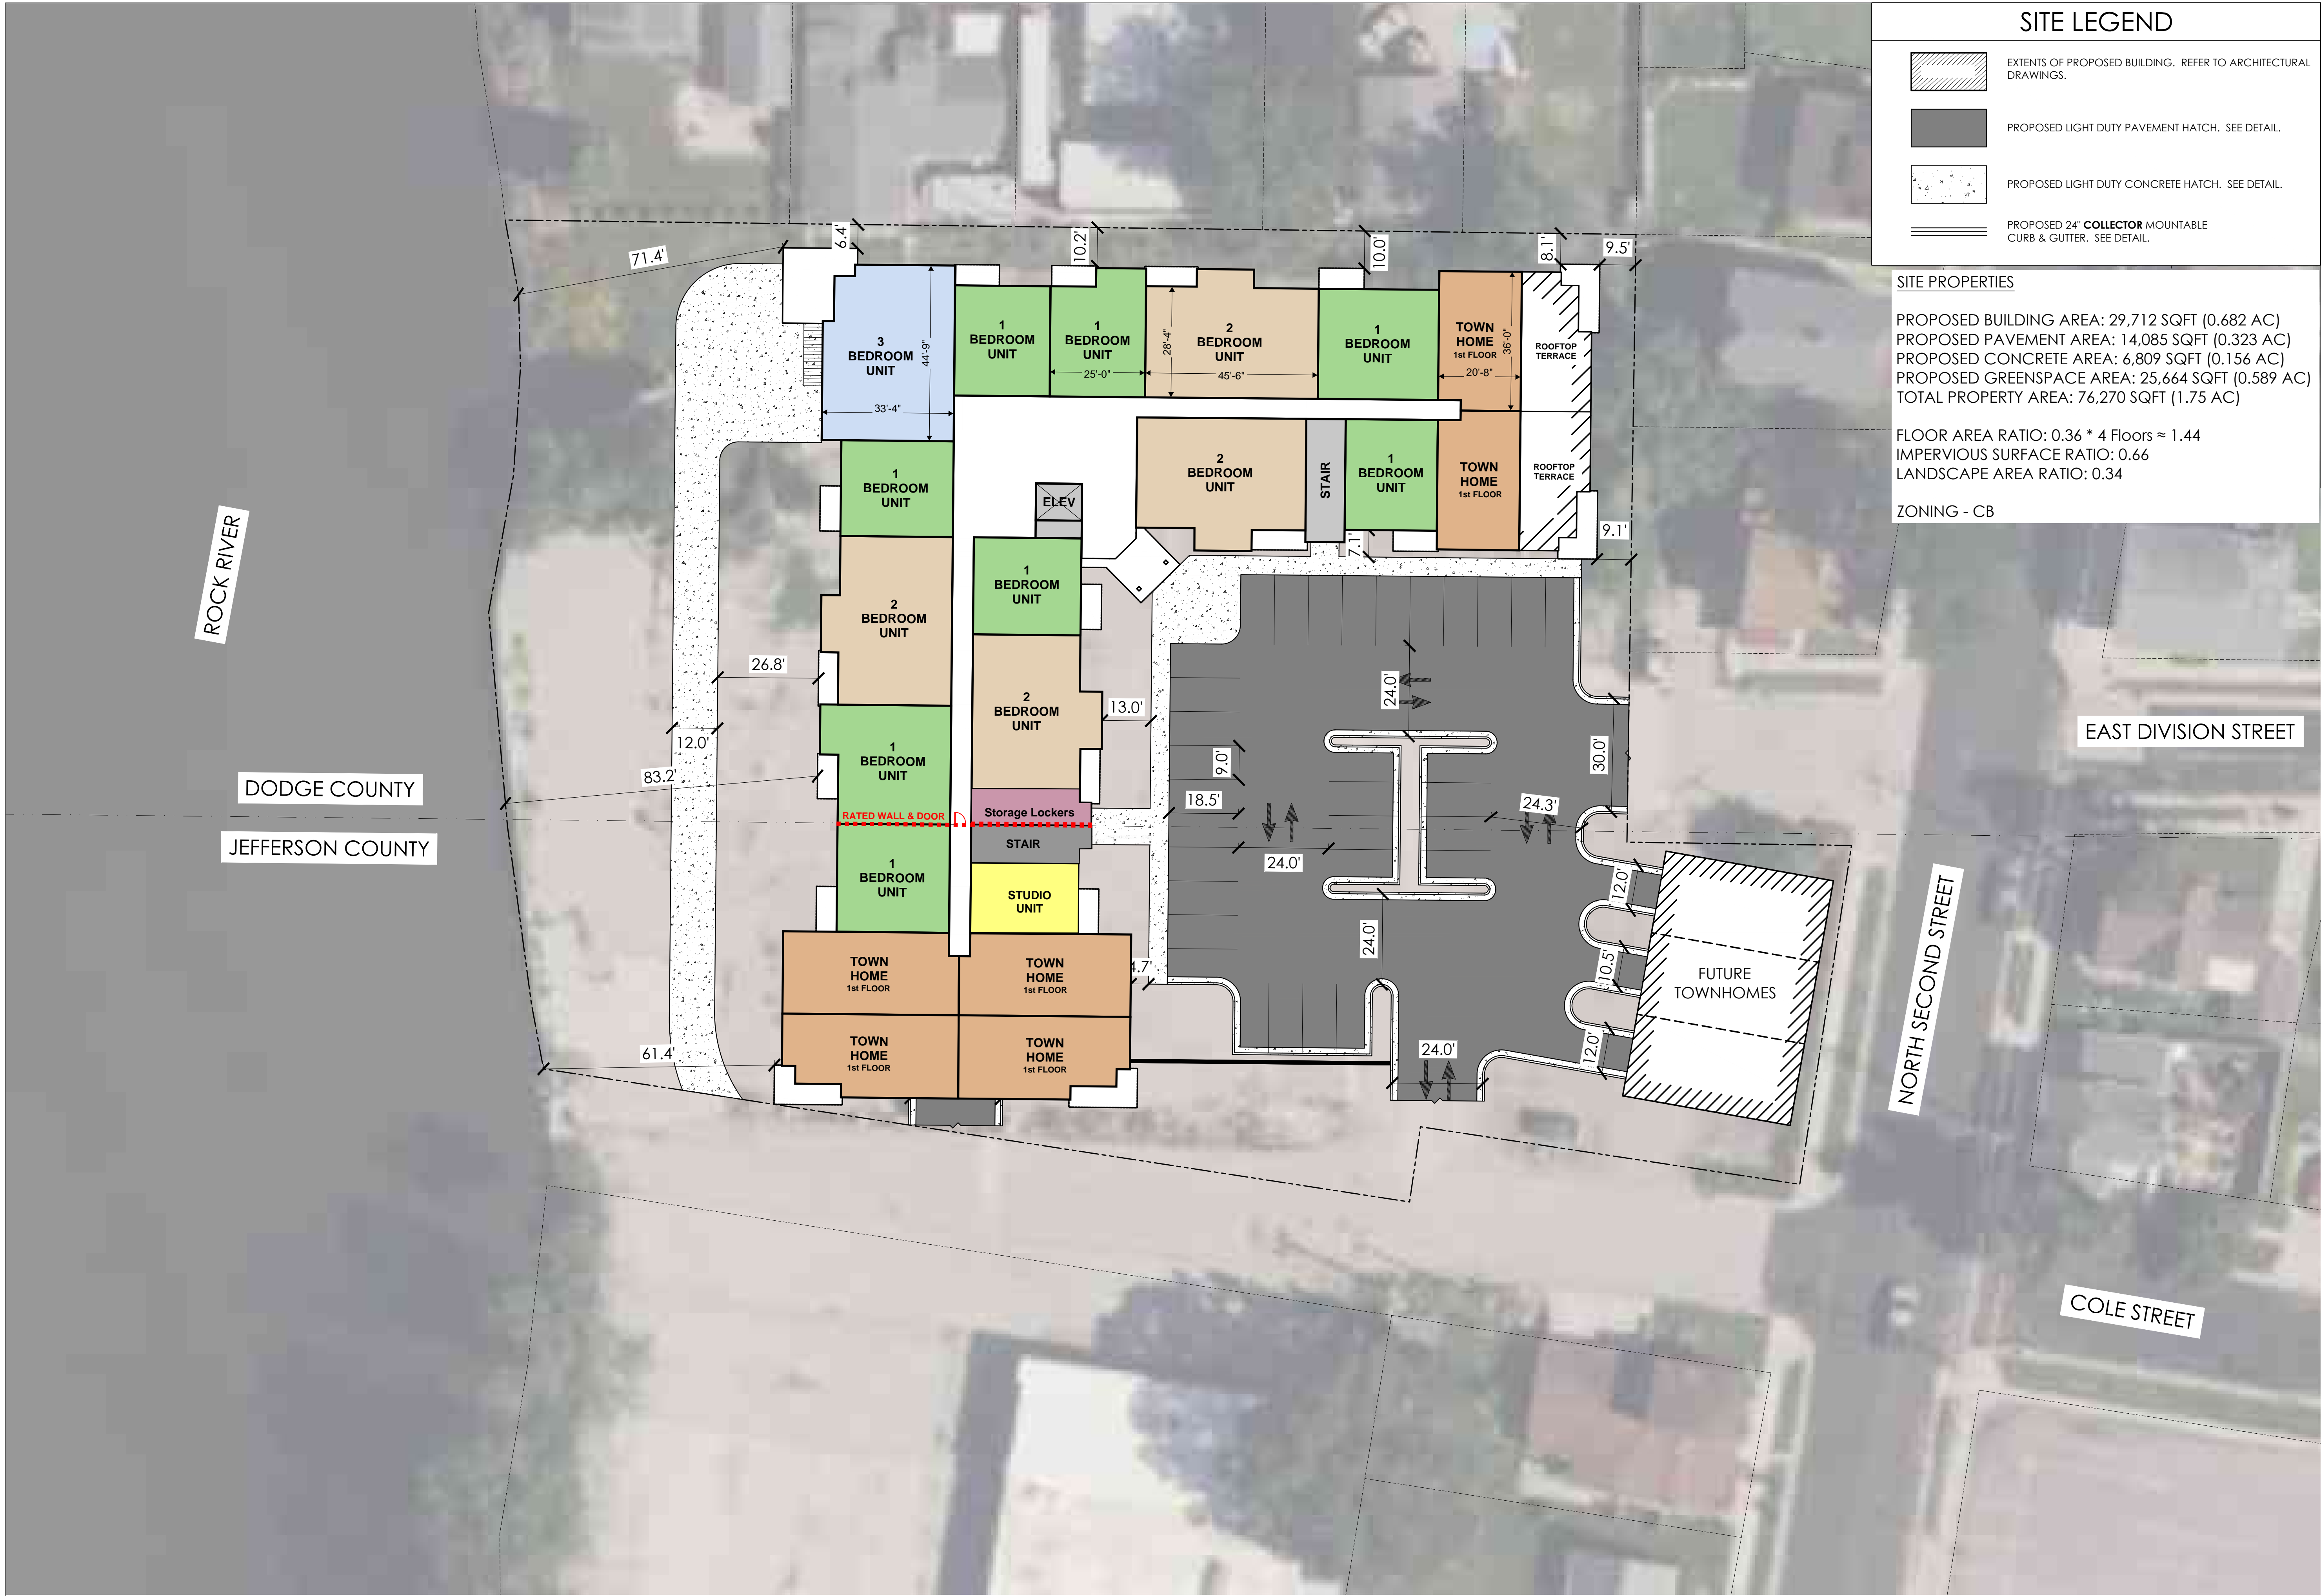 SITE LEGEND
EXTENTS OF PROPOSED BUILDING. REFER TO ARCHITECTURAL
DRAWINGS.
PROPOSED LIGHT DUTY PAVEMENT HATCH. SEE DETAIL.
PROPOSED LIGHT DUTY CONCRETE HATCH. SEE DETAIL.
PROPOSED 24" COLLECTOR MOUNTABLE
CURB & GUTTER. SEE DETAIL.
SITE PROPERTIES
PROPOSED BUILDING AREA: 29,712 SQFT (0.682 AC)
PROPOSED PAVEMENT AREA: 14,085 SQFT (0.323 AC)
PROPOSED CONCRETE AREA: 6,809 SQFT (0.156 AC)
PROPOSED GREENSPACE AREA: 25,664 SQFT (0.589 AC)
TOTAL PROPERTY AREA: 76,270 SQFT (1.75 AC)
FLOOR AREA RATIO: 0.36 * 4 Floors ≈ 1.44
IMPERVIOUS SURFACE RATIO: 0.66
LANDSCAPE AREA RATIO: 0.34
ZONING - CB
71.4'
6.4'
10.2'
10.0'
8.1'
9.5'
3
BEDROOM
UNIT
44'-9"
33'-4"
1
BEDROOM
UNIT
1
BEDROOM
UNIT
25'-0"
28'-4"
2
BEDROOM
UNIT
45'-6"
1
BEDROOM
UNIT
TOWN
HOME
1st FLOOR
36'-0"
20'-8"
ROOFTOP
TERRACE
2
BEDROOM
UNIT
STAIR
1
BEDROOM
UNIT
TOWN
HOME
1st FLOOR
ROOFTOP
TERRACE
9.1'
7.1'
1
BEDROOM
UNIT
ELEV
ROCK RIVER
2
BEDROOM
UNIT
1
BEDROOM
UNIT
26.8'
12.0'
83.2'
2
BEDROOM
UNIT
13.0'
1
BEDROOM
UNIT
24.0'
9.0'
18.5'
30.0'
24.3'
24.0'
EAST DIVISION STREET
DODGE COUNTY
RATED WALL & DOOR
Storage Lockers
JEFFERSON COUNTY
STAIR
1
BEDROOM
UNIT
STUDIO
UNIT
24.0'
12.0'
10.5'
12.0'
FUTURE
TOWNHOMES
NORTH SECOND STREET
TOWN
HOME
1st FLOOR
TOWN
HOME
1st FLOOR
.7'
TOWN
HOME
1st FLOOR
TOWN
HOME
1st FLOOR
61.4'
24.0'
COLE STREET